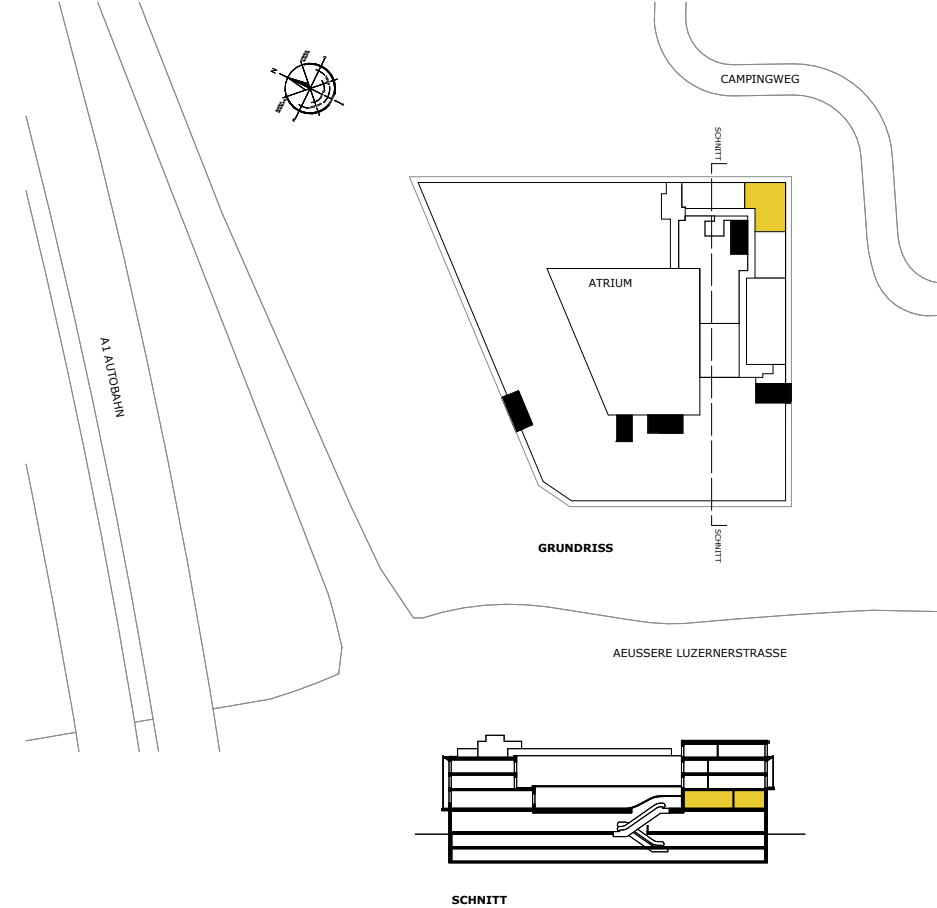 CAMPINGWEG
N
SCHNITT
ATRIUM
A1 AUTOBAHN
SCHNITT
GRUNDRISS
AEUSSERE LUZERNERSTRASSE
SCHNITT